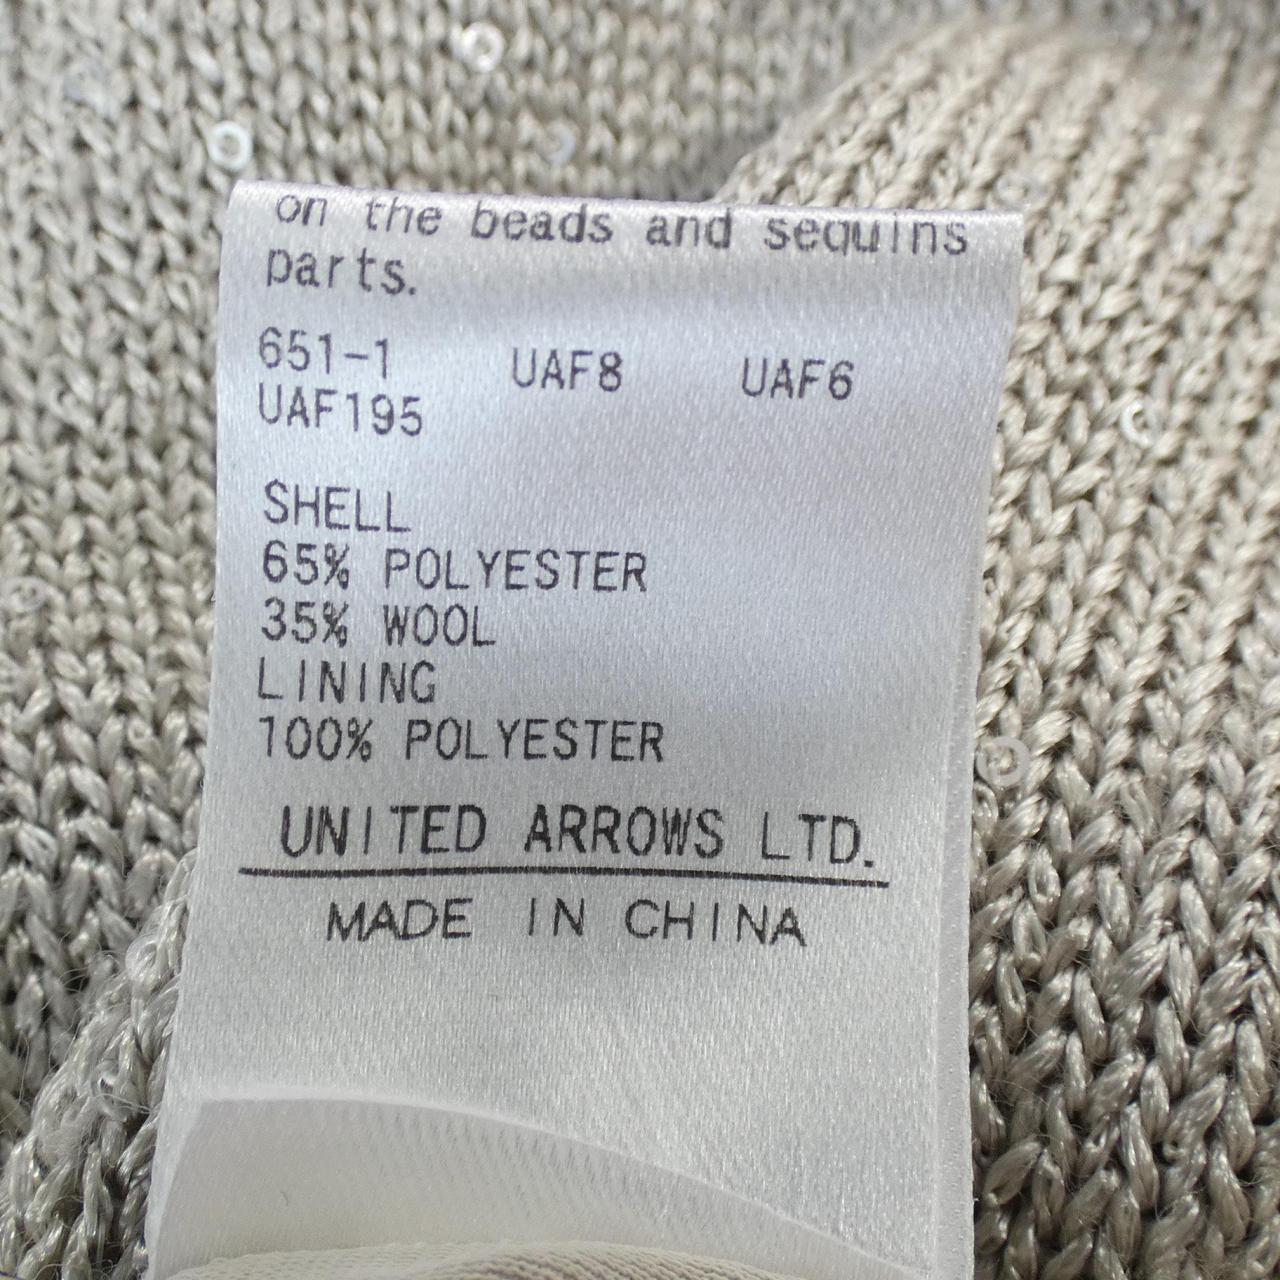 on the beads and sequins
parts.
651-1 UAF8 UAF6
UAF195
SHELL
65% POLYESTER
35% WOOL
LINING
100% POLYESTER
UNITED ARROWS LTD.
MADE IN CHINA